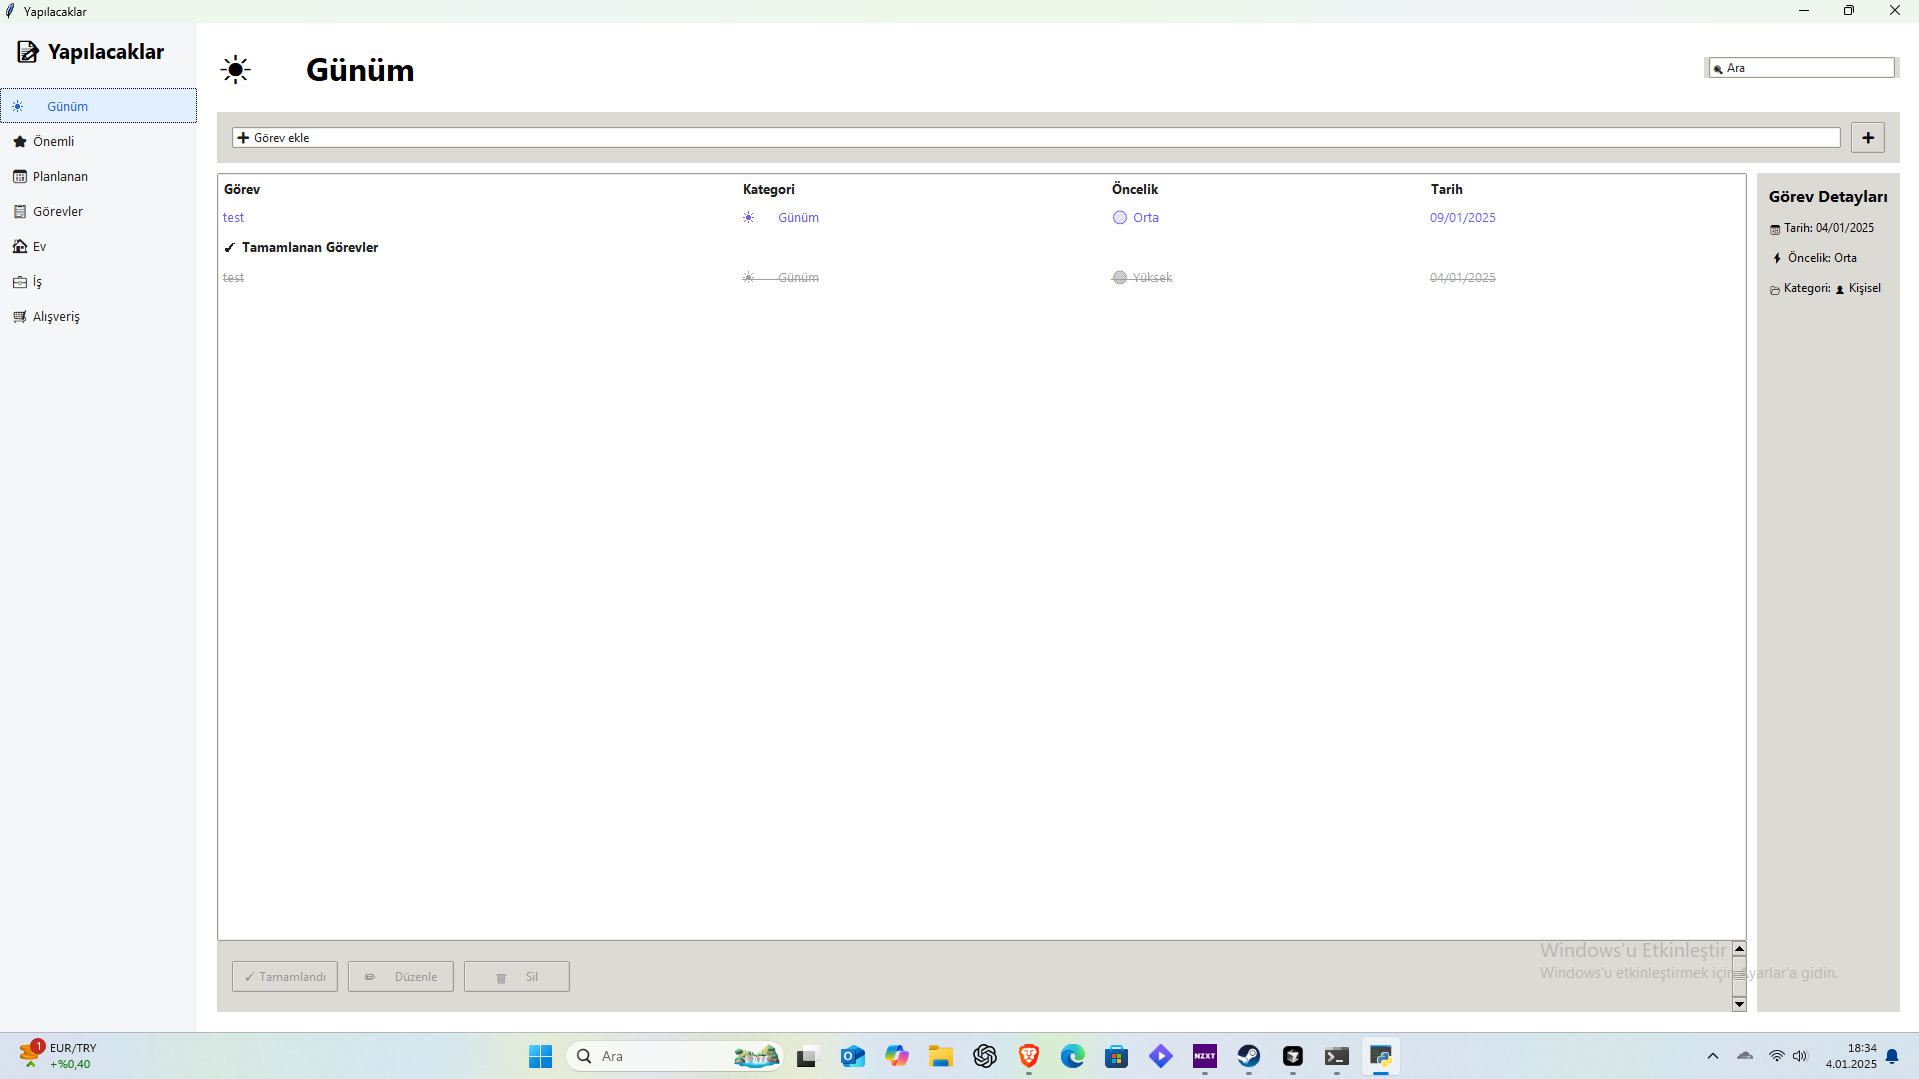 Yapılacaklar
Yapılacaklar
Günüm
Önemli
Planlanan
Görevler
Ev
İş
Alışveriş
Günüm
Ara
Görev ekle
Görev Kategori Öncelik Tarih
test Günüm Orta 09/01/2025
✓ Tamamlanan Görevler
test Günüm Yüksek 04/01/2025
Görev Detayları
Tarih: 04/01/2025
Öncelik: Orta
Kategori: Kişisel
✓ Tamamlandı Düzenle Sil
Windows'u Etkinleştir
Windows'u etkinleştirmek için Ayarlar'a gidin.
1 EUR/TRY
+%0,40
Ara
NZXT
18:34
4.01.2025